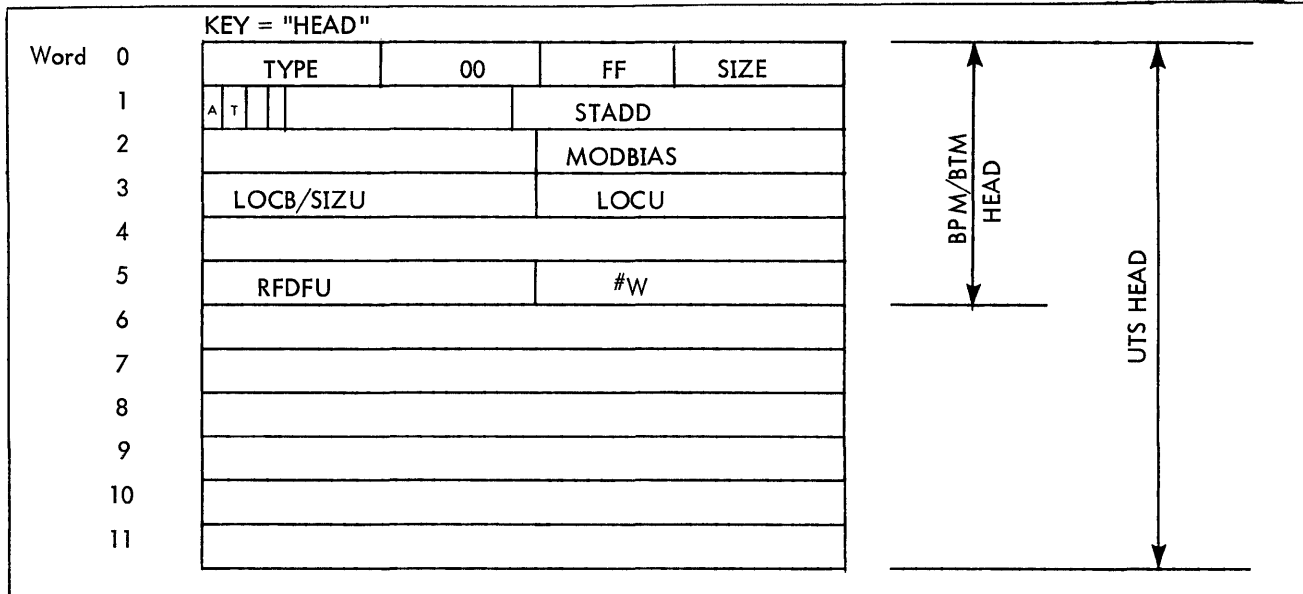 KEY = "HEAD"
Word 0 TYPE 00 FF SIZE
1 A T STADD
2 MODBIAS
3 LOCB/SIZU LOCU
4
5 RFDFU #W
6
7
8
9
10
11
BPM/BTM
HEAD
UTS HEAD